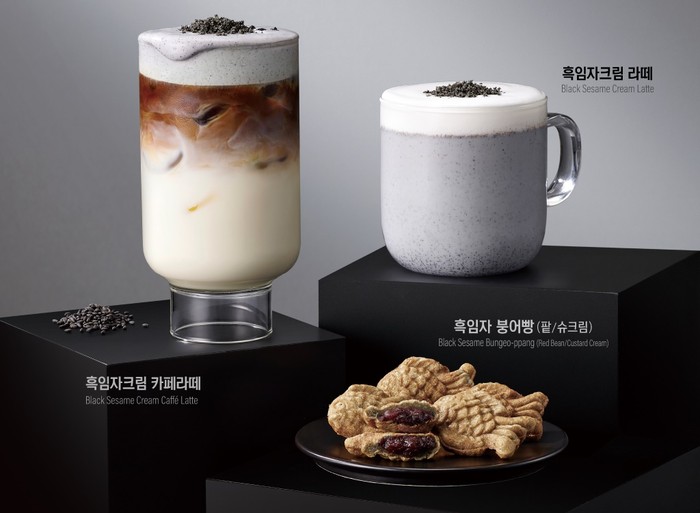 흑임자크림 라떼
Black Sesame Cream Latte
흑임자 붕어빵 (팥/슈크림)
Black Sesame Bungeo-ppang (Red Bean/Custard Cream)
흑임자크림 카페라떼
Black Sesame Cream Caffé Latte